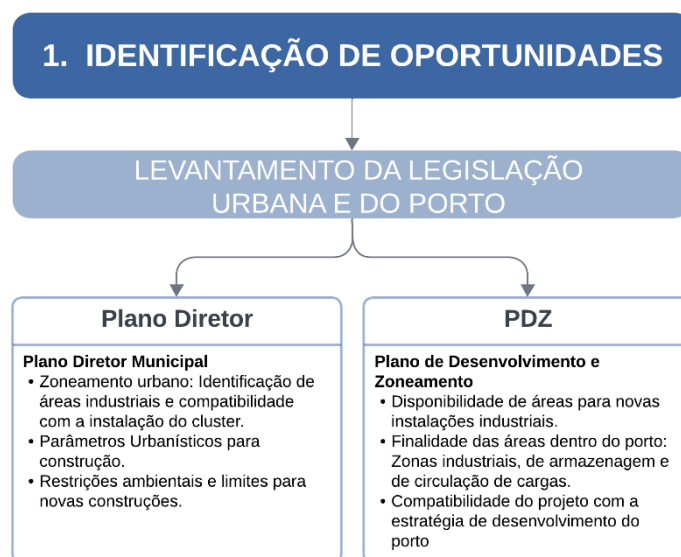 1. IDENTIFICAÇÃO DE OPORTUNIDADES
LEVANTAMENTO DA LEGISLAÇÃO
URBANA E DO PORTO
Plano Diretor
Plano Diretor Municipal
• Zoneamento urbano: Identificação de
áreas industriais e compatibilidade
com a instalação do cluster.
• Parâmetros Urbanísticos para
construção.
• Restrições ambientais e limites para
novas construções.
PDZ
Plano de Desenvolvimento e
Zoneamento
• Disponibilidade de áreas para novas
instalações industriais.
• Finalidade das áreas dentro do porto:
Zonas industriais, de armazenagem e
de circulação de cargas.
• Compatibilidade do projeto com a
estratégia de desenvolvimento do
porto